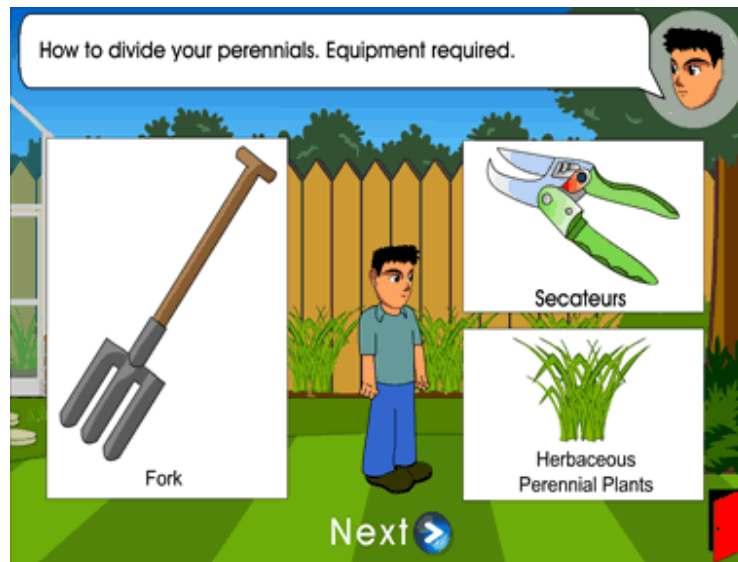 How to divide your perennials. Equipment required.
Secateurs
Fork
Herbaceous
Perennial Plants
Next